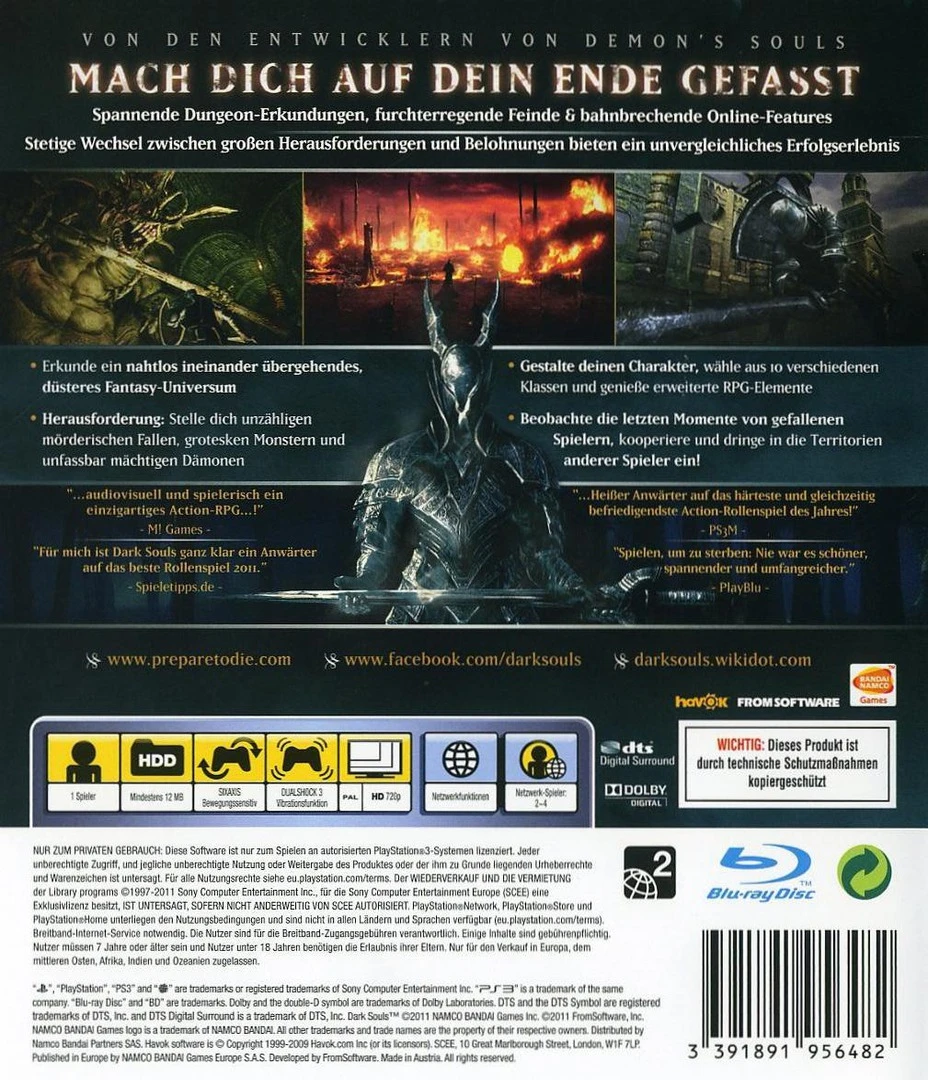 VON DEN ENTWICKLERN VON DEMON'S SOULS
MACH DICH AUF DEIN ENDE GEFASST
Spannende Dungeon-Erkundungen, furchterregende Feinde & bahnbrechende Online-Features
Stetige Wechsel zwischen großen Herausforderungen und Belohnungen bieten ein unvergleichliches Erfolgserlebnis
• Erkunde ein nahtlos ineinander übergehendes,
düsteres Fantasy-Universum
• Herausforderung: Stelle dich unzähligen
mörderischen Fallen, grotesken Monstern und
unfassbar mächtigen Dämonen
• Gestalte deinen Charakter, wähle aus 10 verschiedenen
Klassen und genieße erweiterte RPG-Elemente
• Beobachte die letzten Momente von gefallenen
Spielern, kooperiere und dringe in die Territorien
anderer Spieler ein!
"...audiovisuell und spielerisch ein
einzigartiges Action-RPG...!"
- M! Games -
"Für mich ist Dark Souls ganz klar ein Anwärter
auf das beste Rollenspiel 2011."
- Spieletipps.de -
"...Heißer Anwärter auf das härteste und gleichzeitig
befriedigendste Action-Rollenspiel des Jahres!"
- PS3M -
"Spielen, um zu sterben: Nie war es schöner,
spannender und umfangreicher."
- PlayBlu -
www.preparetodie.com
www.facebook.com/darksouls
darksouls.wikidot.com
havok
FROMSOFTWARE
BANDAI
NAMCO
Games
HDD
1 Spieler
Mindestens 12 MB
SIXAXIS
Bewegungssensitiv
DUALSHOCK 3
Vibrationsfunktion
PAL
HD 720p
Netzwerkfunktionen
Netzwerk-Spieler:
2-4
dts
Digital Surround
DOLBY
DIGITAL
WICHTIG: Dieses Produkt ist
durch technische Schutzmaßnahmen
kopiergeschützt
NUR ZUM PRIVATEN GEBRAUCH: Diese Software ist nur zum Spielen an autorisierten PlayStation®3-Systemen lizenziert. Jeder
unberechtigte Zugriff, und jegliche unberechtigte Nutzung oder Weitergabe des Produktes oder der ihm zu Grunde liegenden Urheberrechte
und Warenzeichen ist untersagt. Für alle Nutzungsrechte siehe eu.playstation.com/terms. Der WIEDERVERKAUF UND DIE VERMIETUNG
der Library programs ©1997-2011 Sony Computer Entertainment Inc., für die Sony Computer Entertainment Europe (SCEE) eine
Exklusivlizenz besitzt, IST UNTERSAGT, SOFERN NICHT ANDERWEITIG VON SCEE AUTORISIERT. PlayStation®Network, PlayStation®Store und
PlayStation®Home unterliegen den Nutzungsbedingungen und sind nicht in allen Ländern und Sprachen verfügbar (eu.playstation.com/terms).
Breitband-Internet-Service notwendig. Die Nutzer sind für die Breitband-Zugangsgebühren verantwortlich. Einige Inhalte sind gebührenpflichtig.
Nutzer müssen 7 Jahre oder älter sein und Nutzer unter 18 Jahren benötigen die Erlaubnis ihrer Eltern. Nur für den Verkauf in Europa, dem
mittleren Osten, Afrika, Indien und Ozeanien zugelassen.
2
Blu-ray Disc
TM
" ", "PlayStation", "PS3" and " " are trademarks or registered trademarks of Sony Computer Entertainment Inc. "PS3" is a trademark of the same
company. "Blu-ray Disc" and "BD" are trademarks. Dolby and the double-D symbol are trademarks of Dolby Laboratories. DTS and the DTS Symbol are registered
trademarks of DTS, Inc. and DTS Digital Surround is a trademark of DTS, Inc. Dark Souls™ ©2011 NAMCO BANDAI Games Inc. ©2011 FromSoftware, Inc.
NAMCO BANDAI Games logo is a trademark of NAMCO BANDAI. All other trademarks and trade names are the property of their respective owners. Distributed by
Namco Bandai Partners SAS. Havok software is © Copyright 1999-2009 Havok.com Inc (or its licensors). SCEE, 10 Great Marlborough Street, London, W1F 7LP.
Published in Europe by NAMCO BANDAI Games Europe S.A.S. Developed by FromSoftware. Made in Austria. All rights reserved.
3 391891 956482